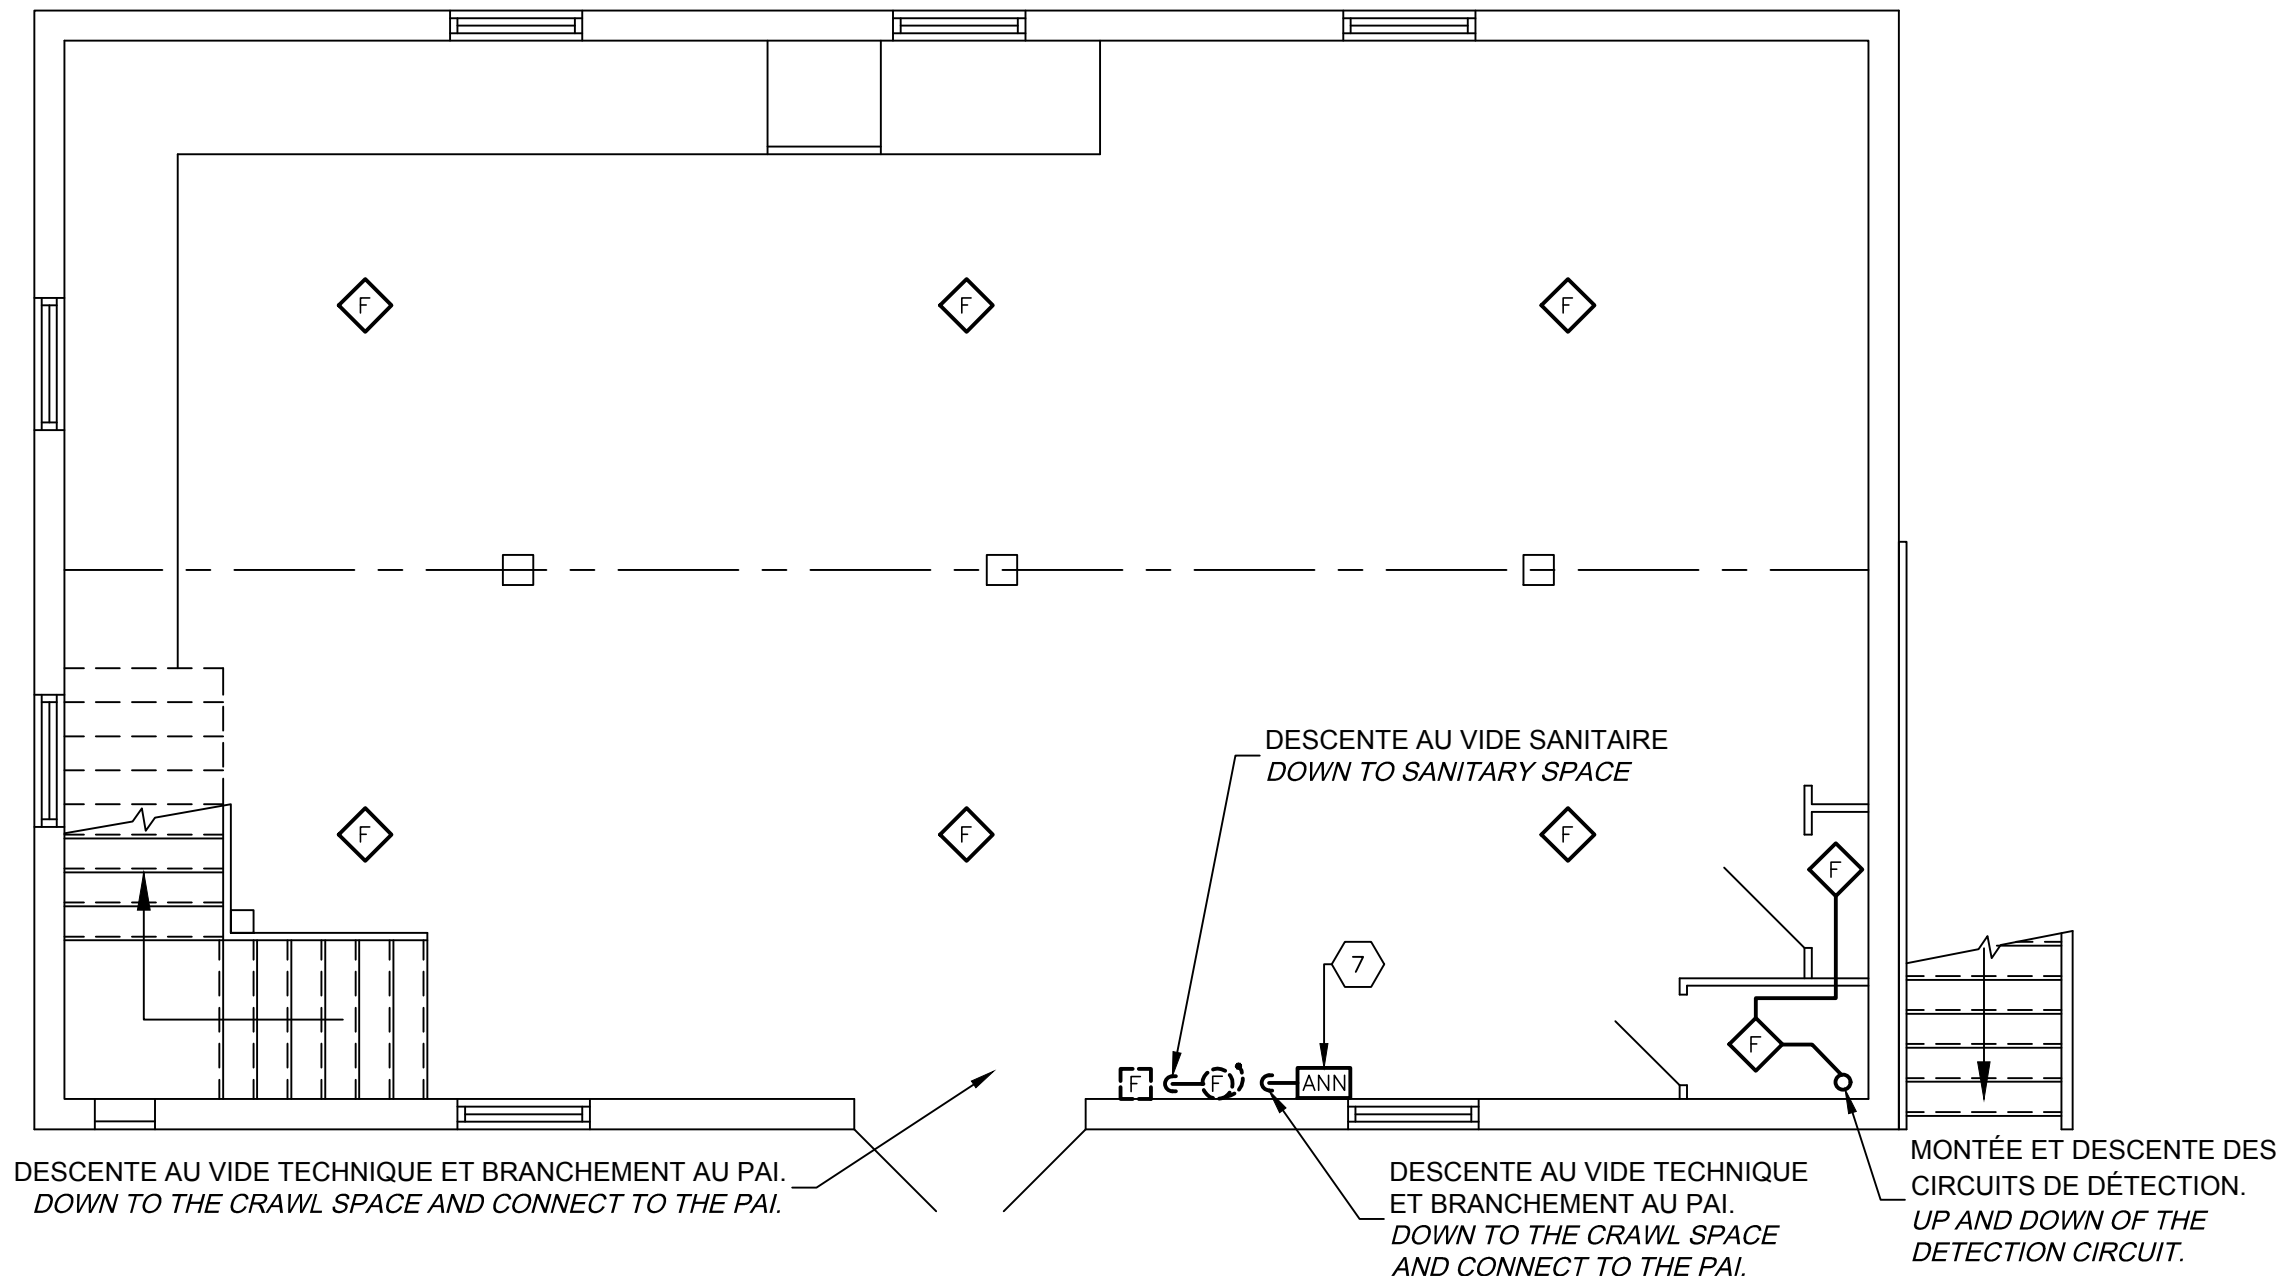 F
F
F
DESCENTE AU VIDE SANITAIRE
DOWN TO SANITARY SPACE
F
F
F
F
7
F
F
F
ANN
DESCENTE AU VIDE TECHNIQUE ET BRANCHEMENT AU PAI.
DOWN TO THE CRAWL SPACE AND CONNECT TO THE PAI.
DESCENTE AU VIDE TECHNIQUE
ET BRANCHEMENT AU PAI.
DOWN TO THE CRAWL SPACE
AND CONNECT TO THE PAI.
MONTÉE ET DESCENTE DES
CIRCUITS DE DÉTECTION.
UP AND DOWN OF THE
DETECTION CIRCUIT.